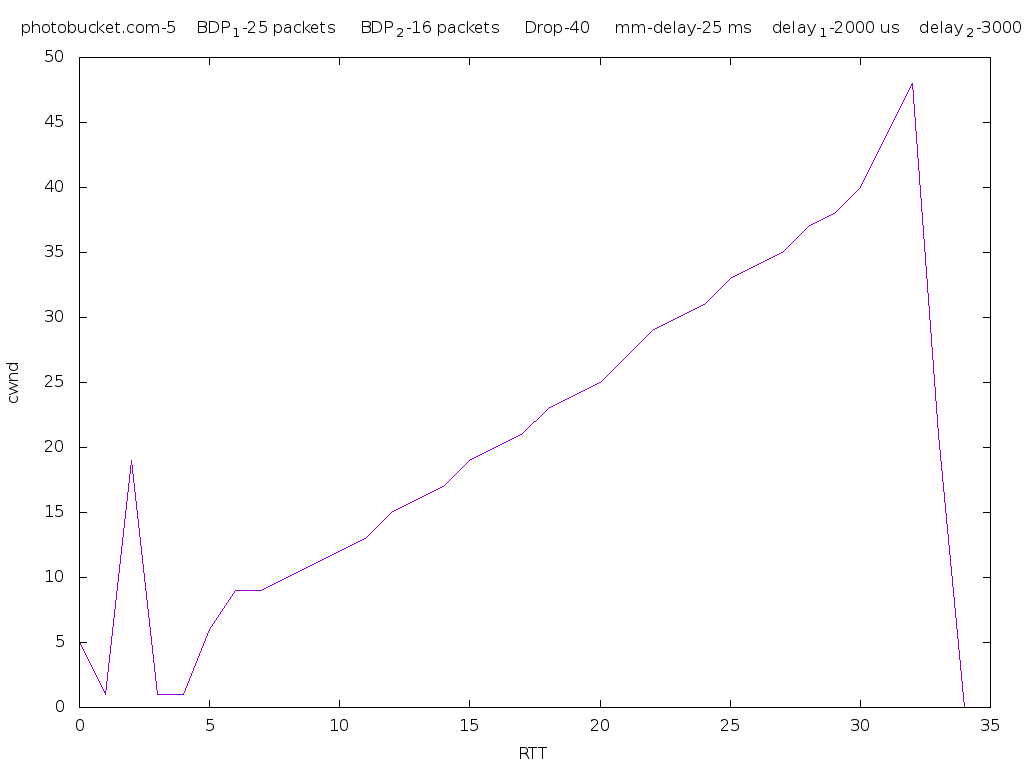 photobucket.com-5 BDP₁-25 packets BDP₂-16 packets Drop-40 mm-delay-25 ms delay₁-2000 us delay₂-3000
50
45
40
35
30
25
20
15
10
5
0
cwnd
0 5 10 15 20 25 30 35
RTT